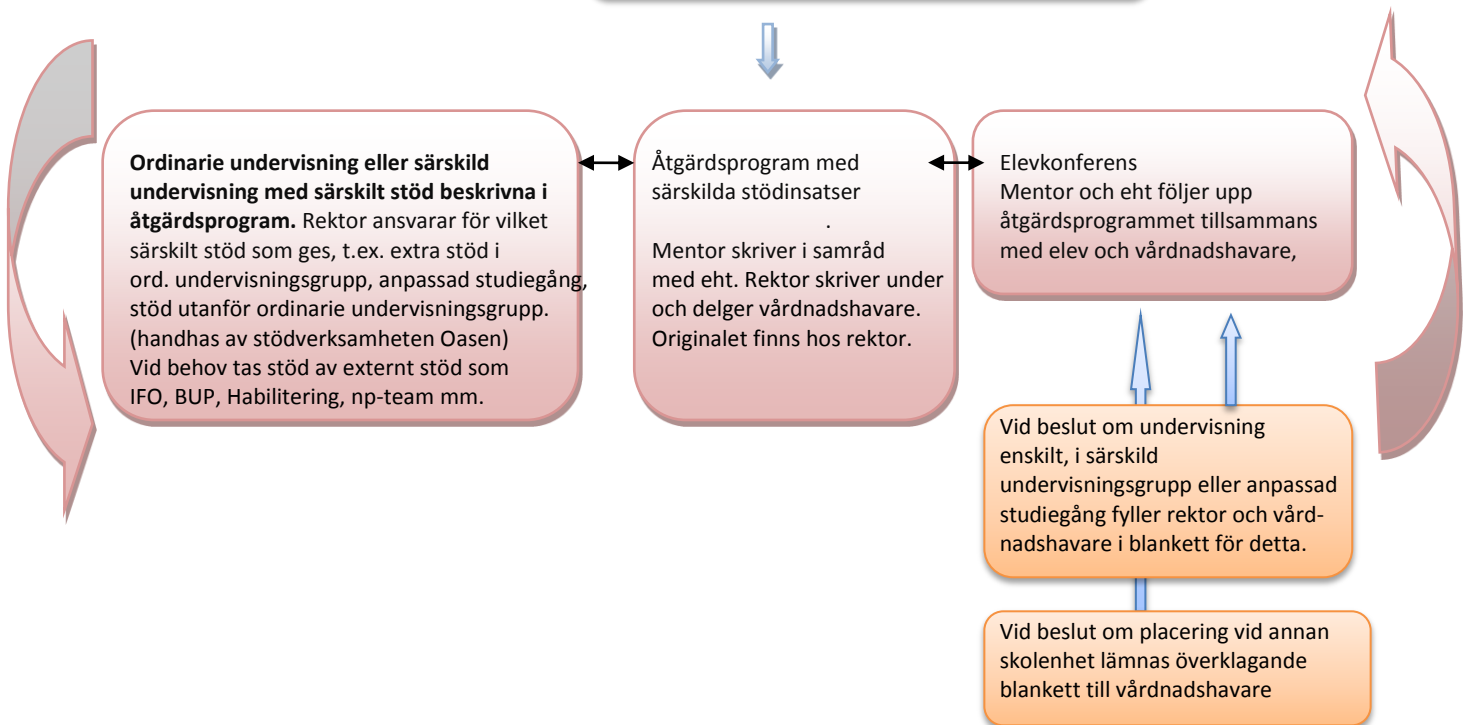 Ordinarie undervisning eller särskild
undervisning med särskilt stöd beskrivna i
åtgärdsprogram. Rektor ansvarar för vilket
särskilt stöd som ges, t.ex. extra stöd i
ord. undervisningsgrupp, anpassad studiegång,
stöd utanför ordinarie undervisningsgrupp.
(handhas av stödverksamheten Oasen)
Vid behov tas stöd av externt stöd som
IFO, BUP, Habilitering, np-team mm.
Åtgärdsprogram med
särskilda stödinsatser
.
Mentor skriver i samråd
med eht. Rektor skriver under
och delger vårdnadshavare.
Originalet finns hos rektor.
Elevkonferens
Mentor och eht följer upp
åtgärdsprogrammet tillsammans
med elev och vårdnadshavare,
Vid beslut om undervisning
enskilt, i särskild
undervisningsgrupp eller anpassad
studiegång fyller rektor och vård-
nadshavare i blankett för detta.
Vid beslut om placering vid annan
skolenhet lämnas överklagande
blankett till vårdnadshavare